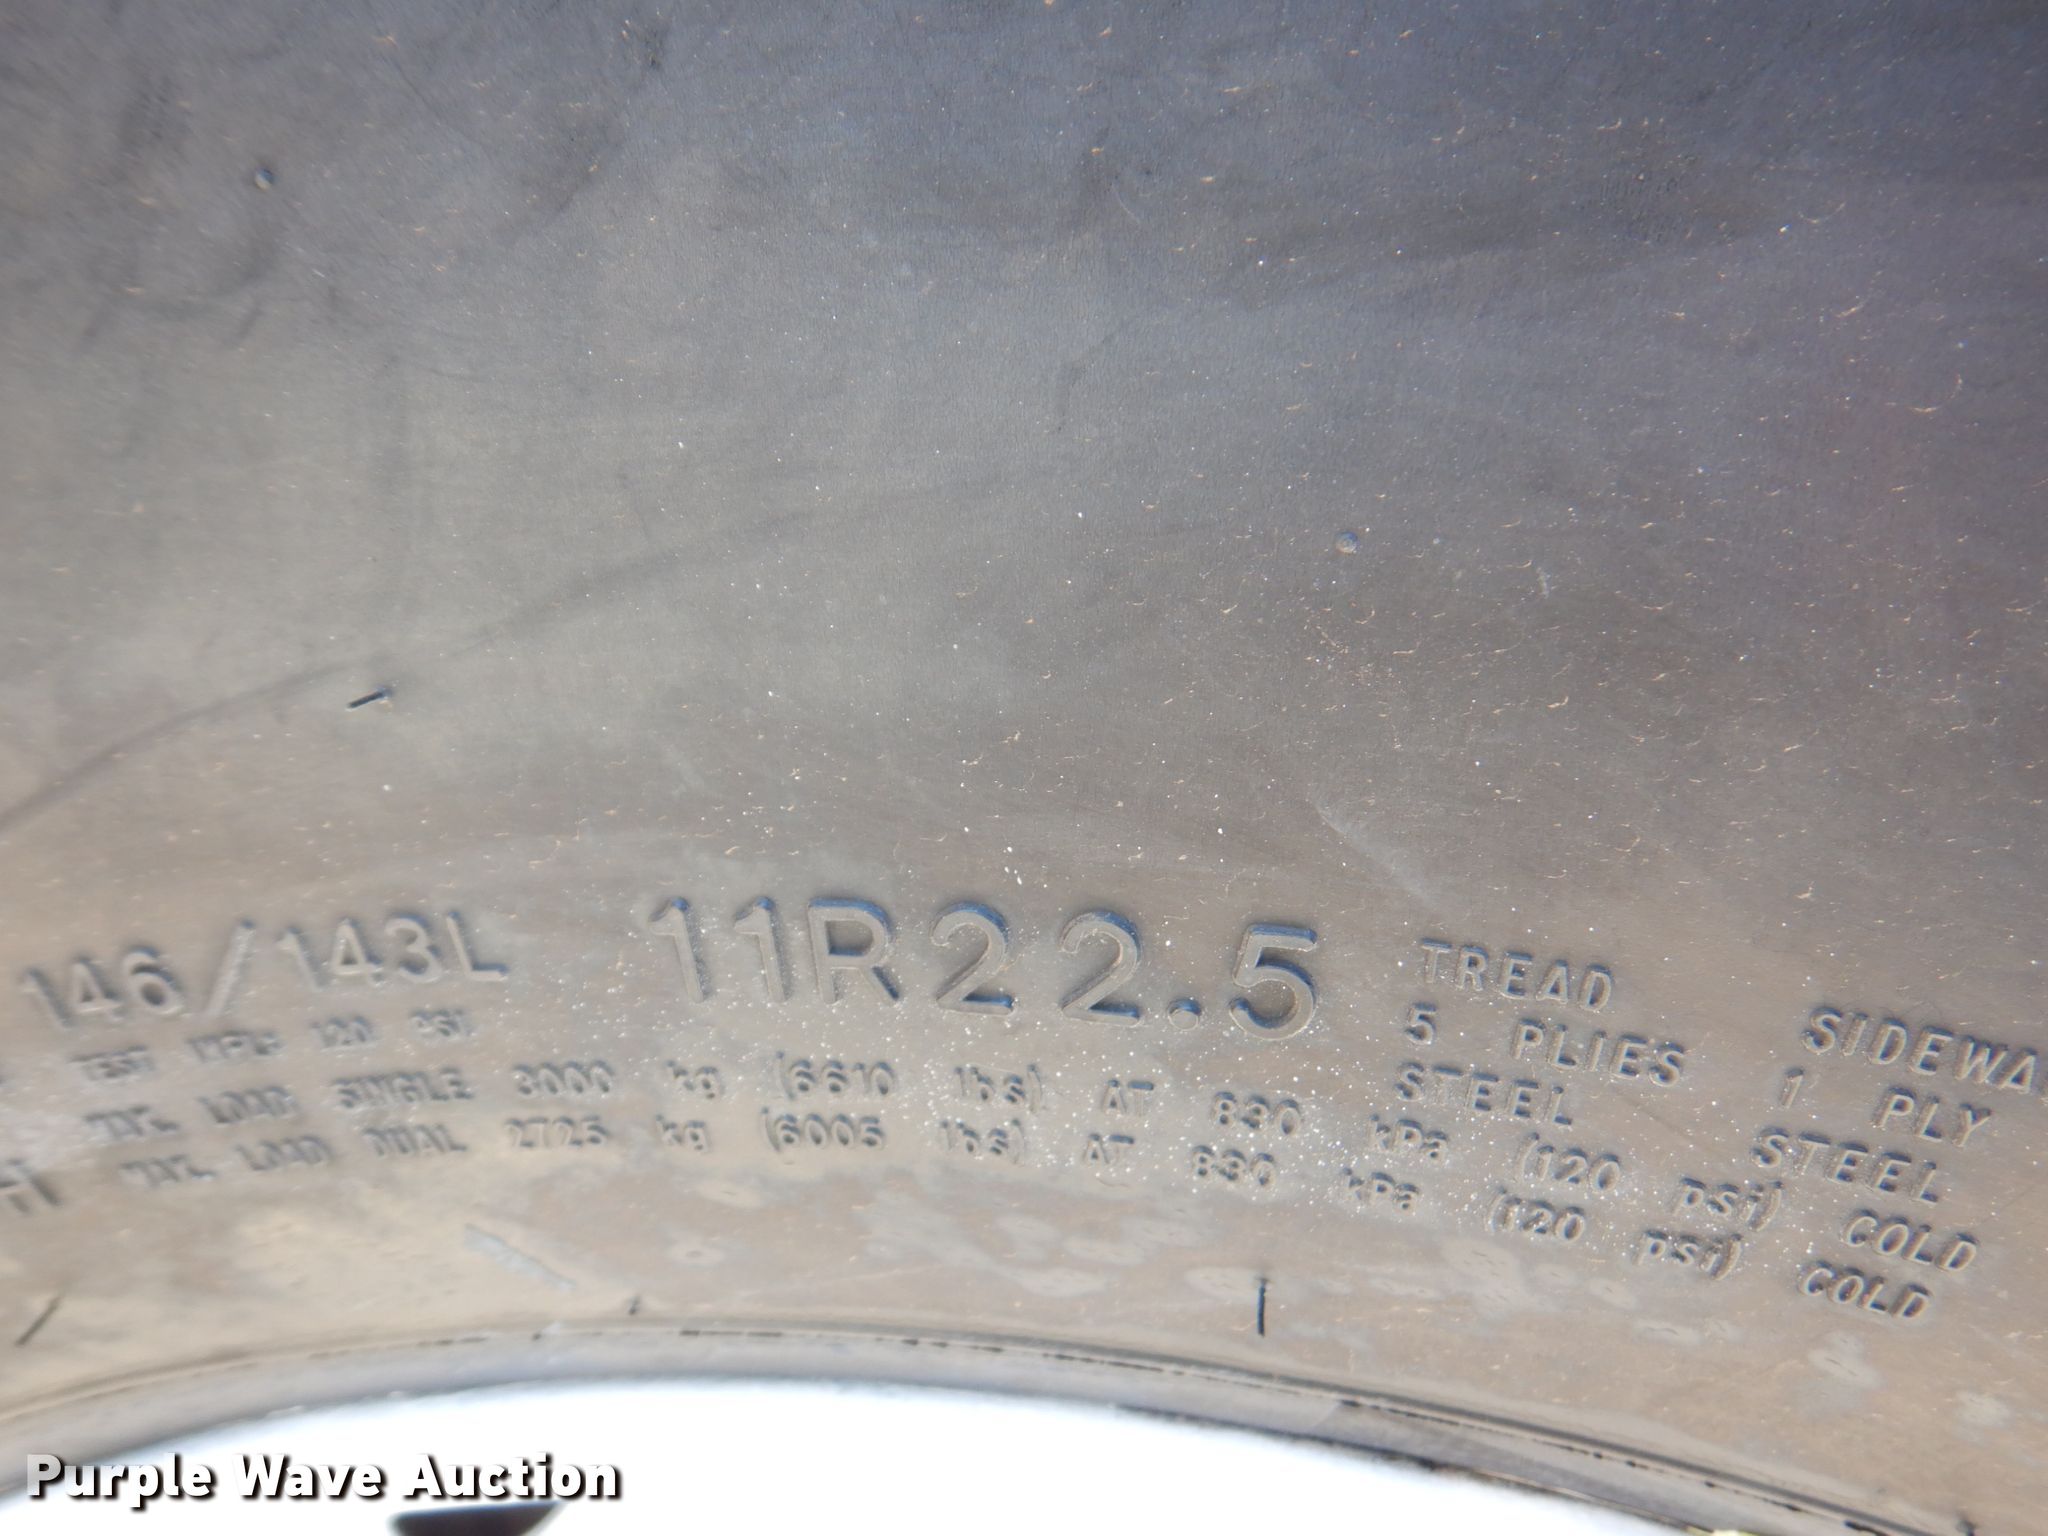 146/143L 11R22.5 TREAD SIDEWA
5 PLIES 1 PLY
STEEL STEEL
TEST INFLG 120 PSI
MAX. LOAD SINGLE 3000 kg (6610 lbs) AT 830 kPa (120 psi) COLD
MAX. LOAD DUAL 2725 kg (6005 lbs) AT 830 kPa (120 psi) COLD
H
Purple Wave Auction